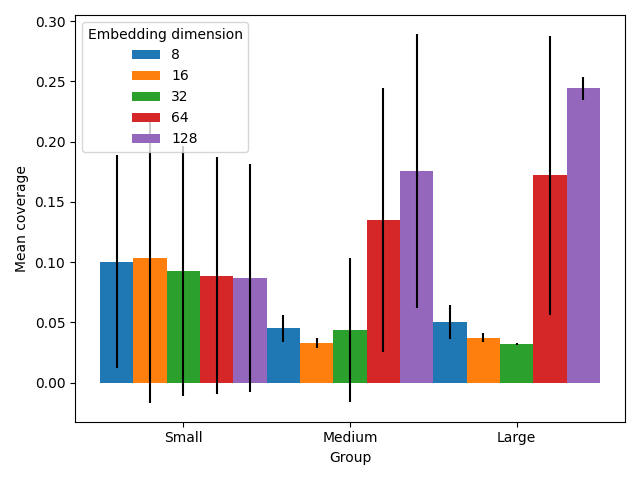 0.30
0.25
0.20
0.15
0.10
0.05
0.00
Mean coverage
Embedding dimension
8
16
32
64
128
Small
Medium
Large
Group